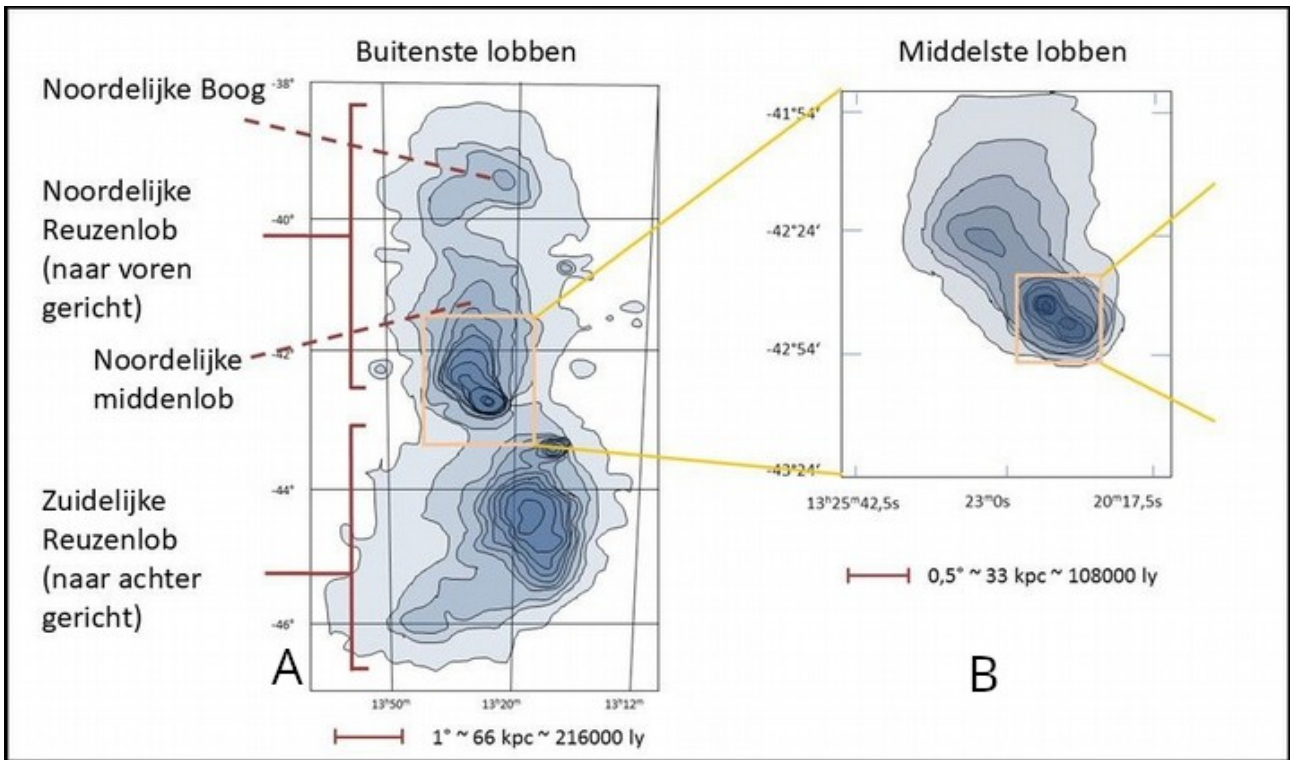 Buitenste lobben
Middelste lobben
Noordelijke Boog
-38°
Noordelijke
Reuzenlob
(naar voren
gericht)
-40°
Noordelijke
middenlob
-42°
Zuidelijke
Reuzenlob
(naar achter
gericht)
-44°
-46°
A
13ʰ50ᵐ
13ʰ20ᵐ
13ʰ12ᵐ
1° ~ 66 kpc ~ 216000 ly
-41°54‘
-42°24‘
-42°54‘
-43°24‘
13ʰ25ᵐ42,5s
23ᵐ0s
20ᵐ17,5s
0,5° ~ 33 kpc ~ 108000 ly
B